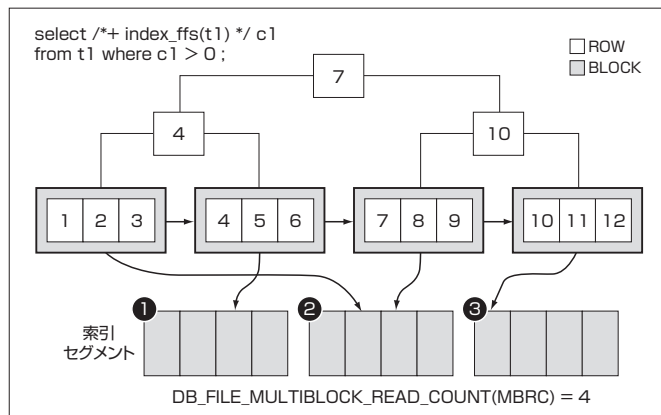 select /*+ index_ffs(t1) */ c1
from t1 where c1 > 0 ;
ROW
BLOCK
7
4
10
1 2 3
4 5 6
7 8 9
10 11 12
❶
❷
❸
索引
セグメント
DB_FILE_MULTIBLOCK_READ_COUNT(MBRC) = 4